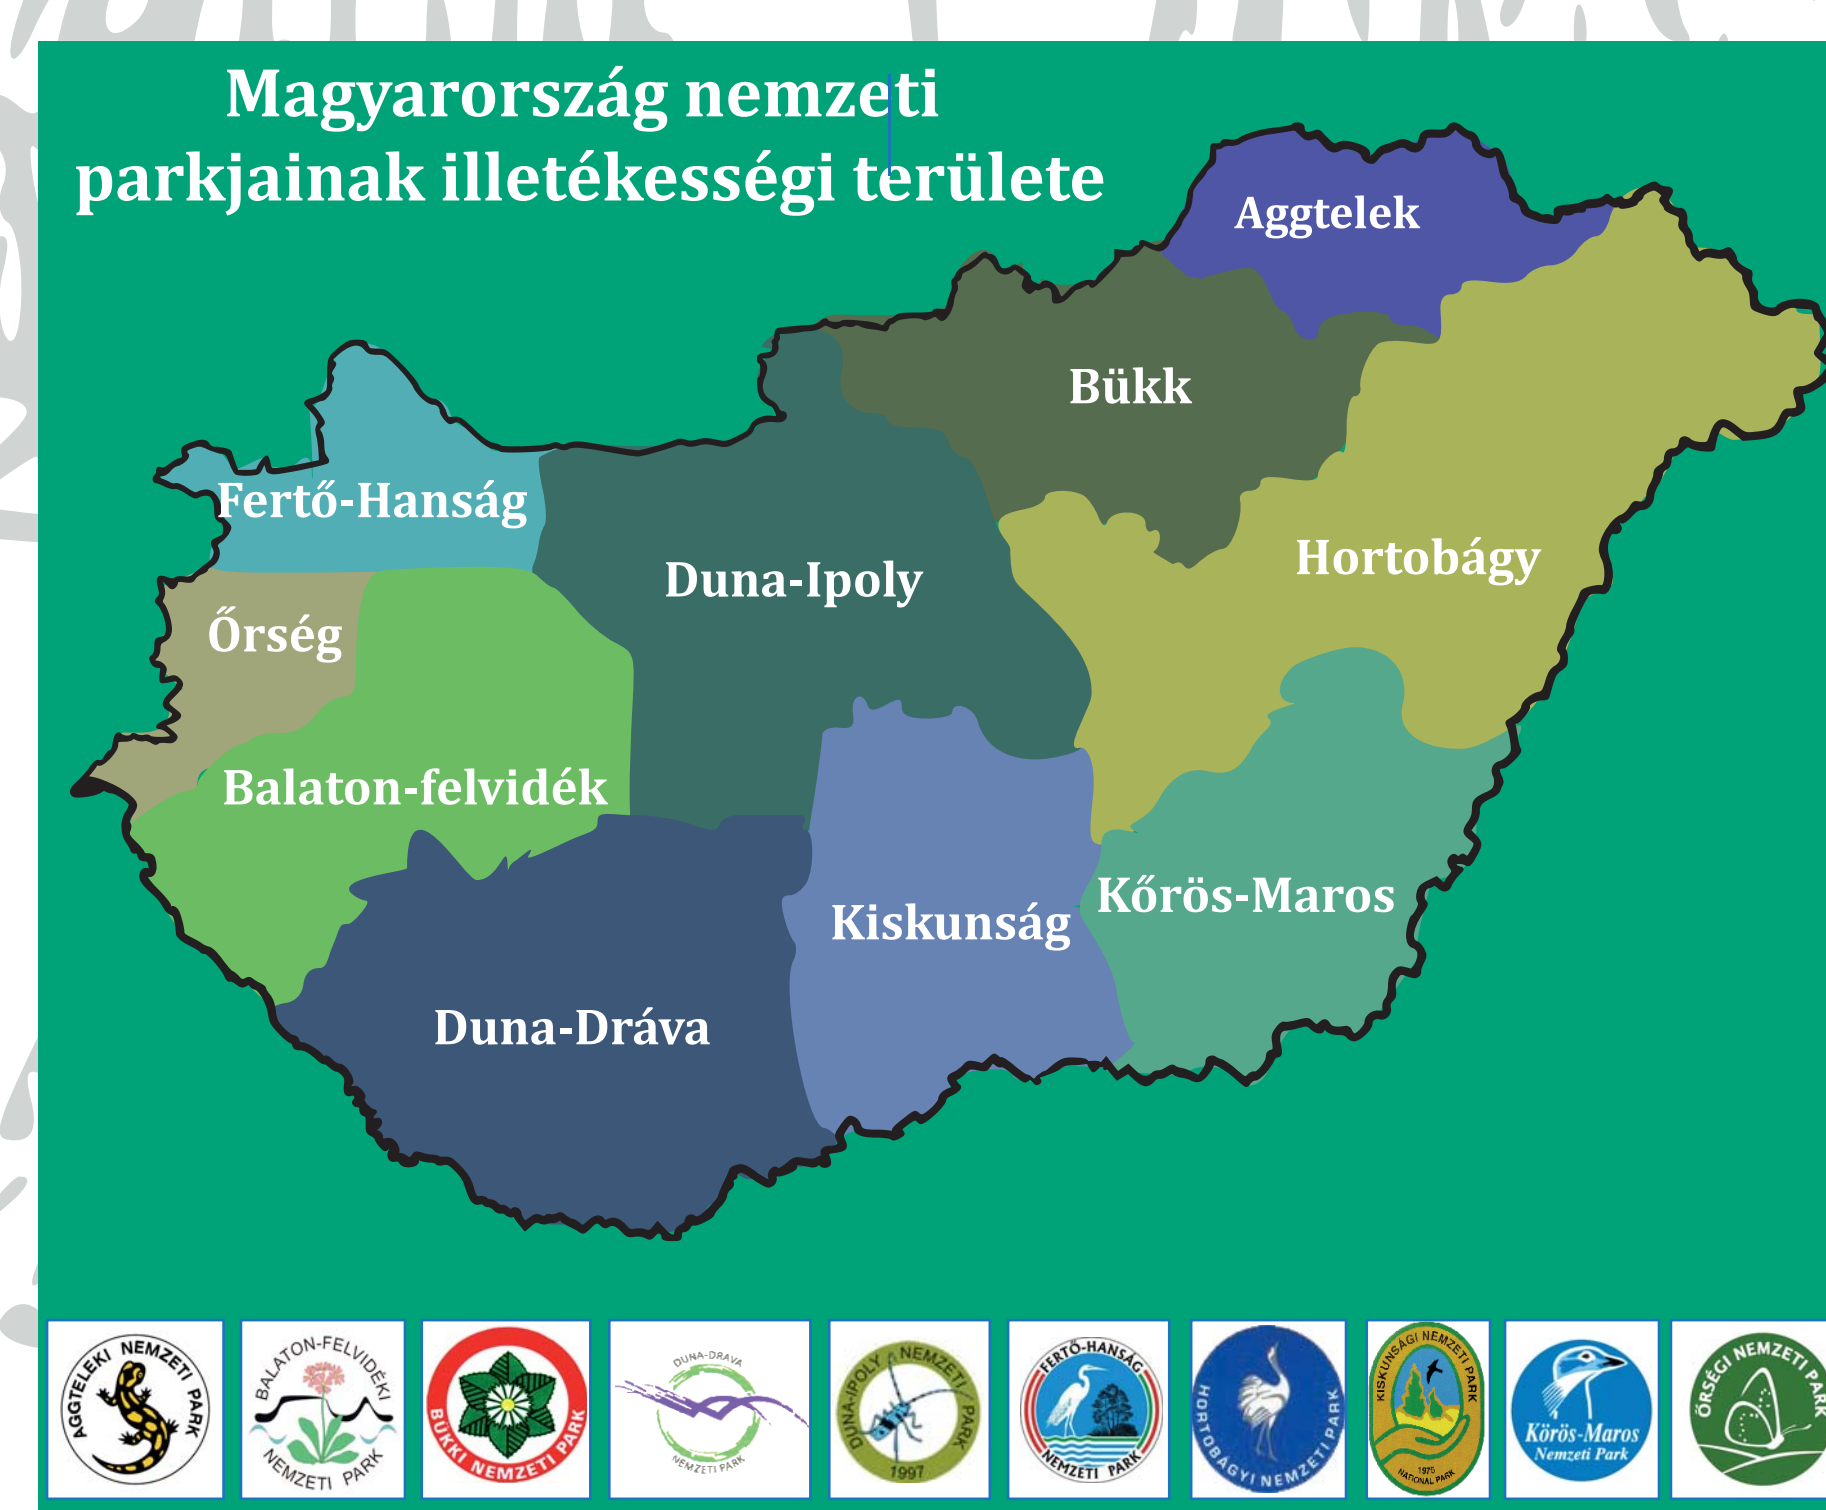 Magyarország nemzeti
parkjainak illetékességi területe
Aggtelek
Bükk
Fertő-Hanság
Hortobágy
Duna-Ipoly
Őrség
Balaton-felvidék
Kőrös-Maros
Kiskunság
Duna-Dráva
AGGTELEKI NEMZETI PARK
BALATON-FELVIDÉKI
NEMZETI PARK
BÜKKI NEMZETI PARK
DUNA-DRAVA
NEMZETI PARK
DUNA-IPOLY NEMZETI PARK
1997
FERTŐ-HANSÁG
NEMZETI PARK
HORTOBÁGYI NEMZETI PARK
KISKUNSÁGI NEMZETI PARK
1975
NATIONAL PARK
Körös-Maros
Nemzeti Park
ŐRSÉGI NEMZETI PARK